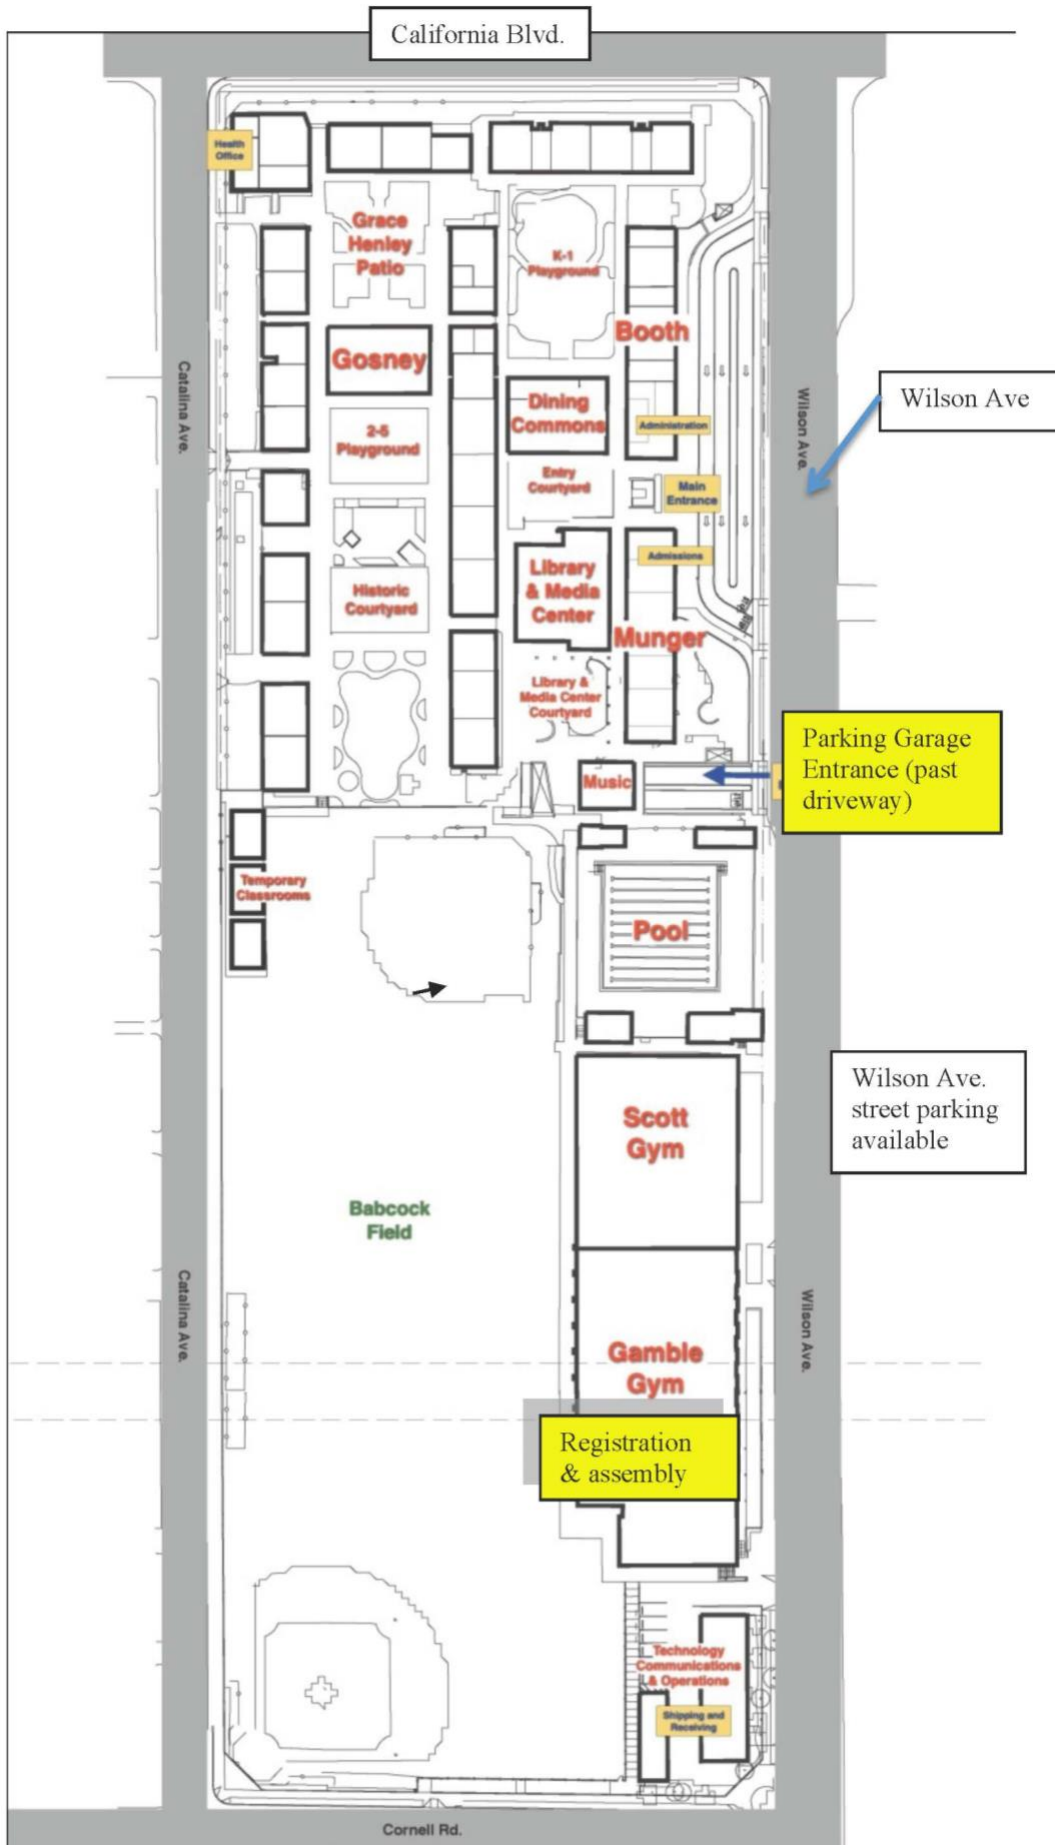 California Blvd.
Health
Office
Grace
Henley
Patio
K-1
Playground
Booth
Gosney
Catalina Ave.
Wilson Ave.
Wilson Ave
Dining
Commons
Administration
2-5
Playground
Entry
Courtyard
Main
Entrance
Admissions
Library
& Media
Center
Historic
Courtyard
Munger
Library &
Media Center
Courtyard
Parking Garage
Entrance (past
driveway)
Music
Temporary
Classrooms
Pool
Wilson Ave.
street parking
available
Scott
Gym
Babcock
Field
Catalina Ave.
Wilson Ave.
Gamble
Gym
Registration
& assembly
Technology
Communications
& Operations
Shipping and
Receiving
Cornell Rd.